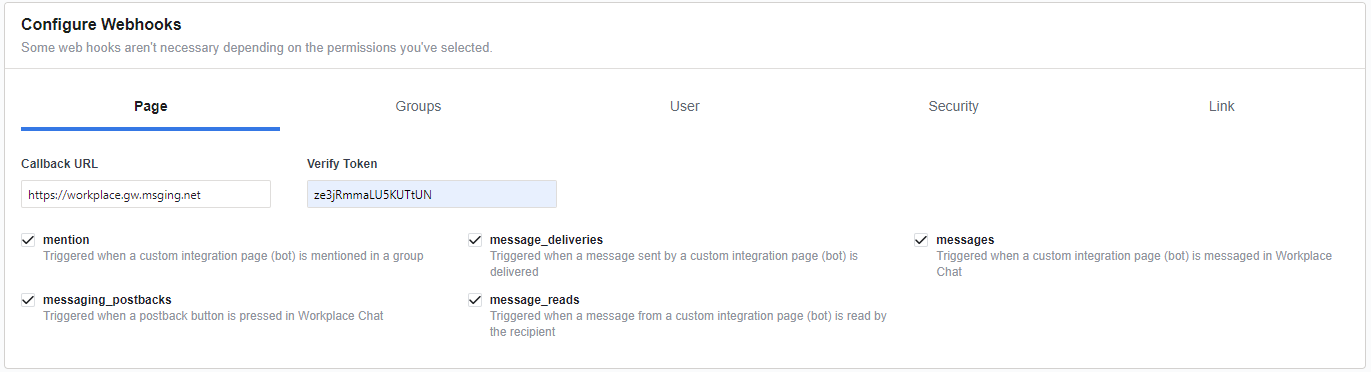 Configure Webhooks
Some web hooks aren't necessary depending on the permissions you've selected.
Page Groups User Security Link
Callback URL Verify Token
https://workplace.gw.msging.net ze3jRmmaLU5KUTtUN
mention message_deliveries messages
Triggered when a custom integration page (bot) is mentioned in a group Triggered when a message sent by a custom integration page (bot) is Triggered when a custom integration page (bot) is messaged in Workplace
delivered Chat
messaging_postbacks message_reads
Triggered when a postback button is pressed in Workplace Chat Triggered when a message from a custom integration page (bot) is read by
the recipient